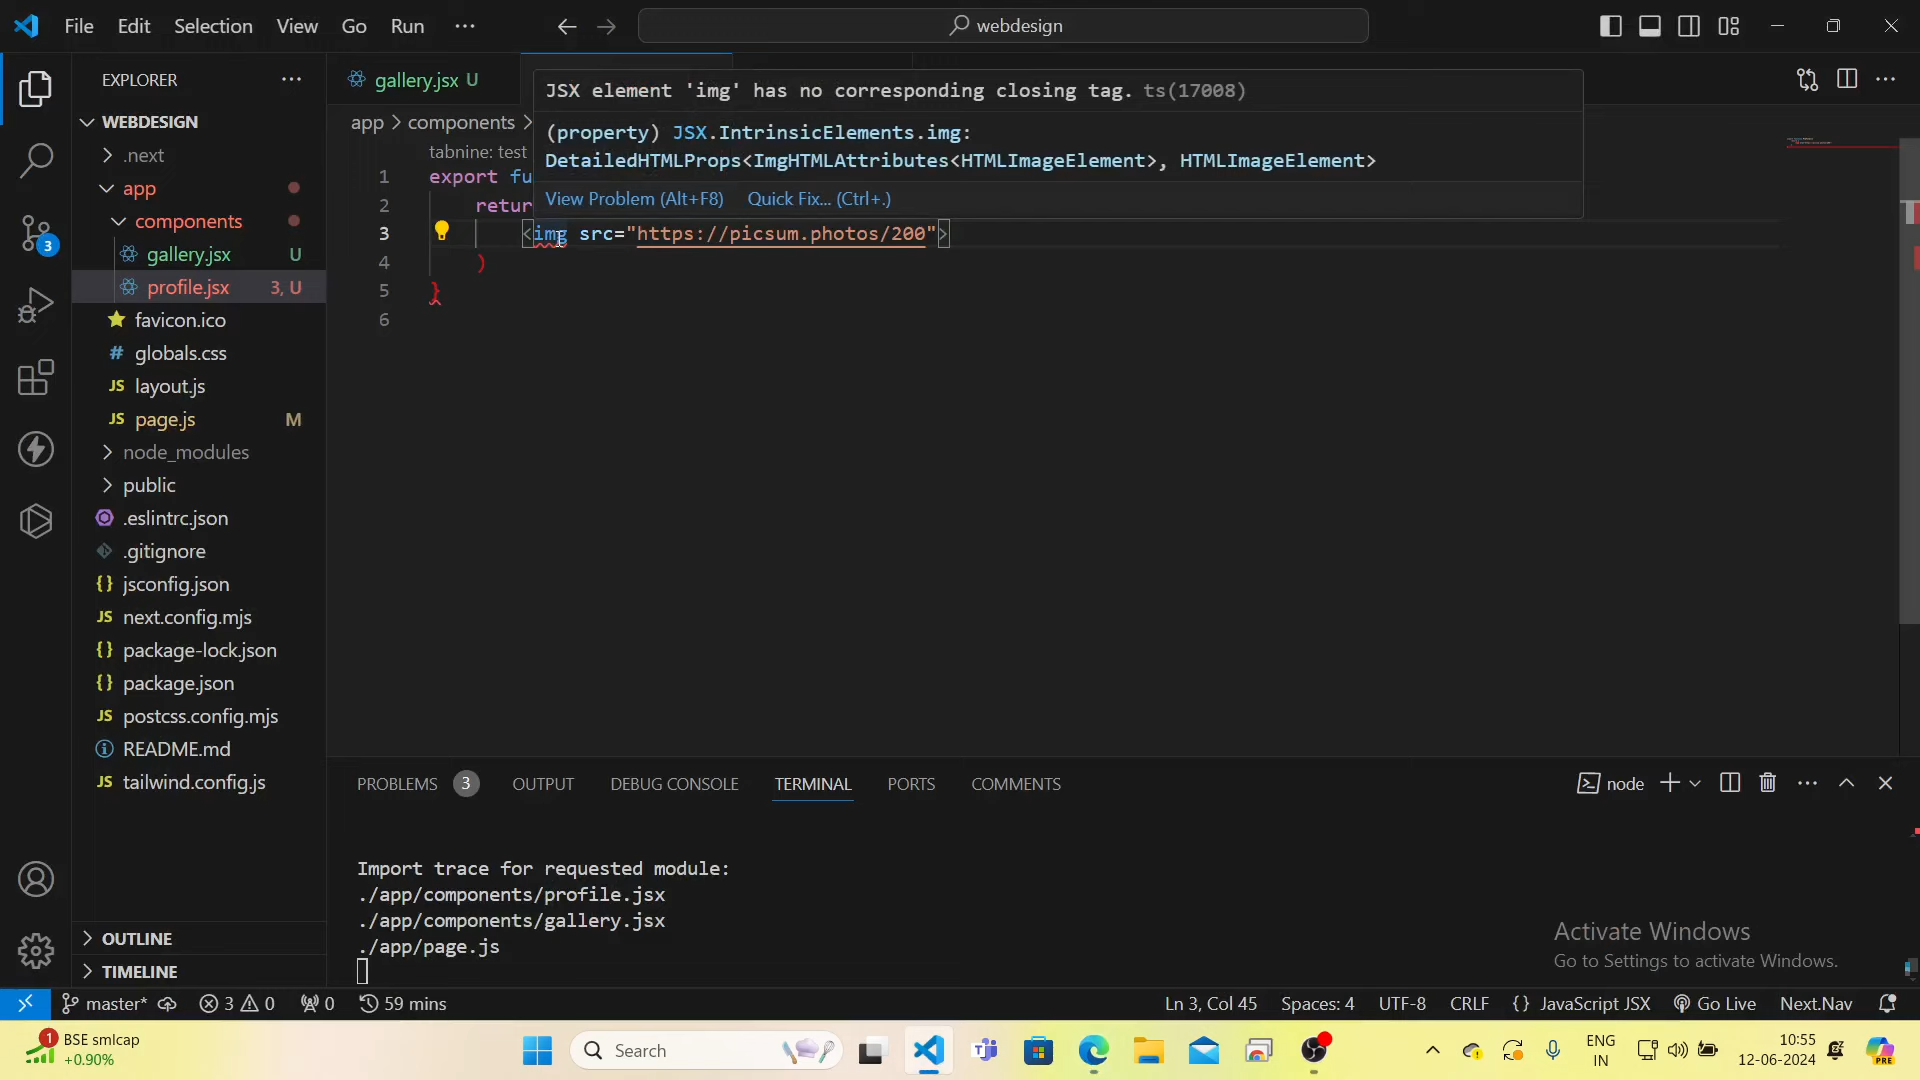 File Edit Selection View Go Run ···
webdesign
EXPLORER
WEBDESIGN
.next
app
components
gallery.jsx U
profile.jsx 3, U
favicon.ico
globals.css
layout.js
page.js M
node_modules
public
.eslintrc.json
.gitignore
jsconfig.json
next.config.mjs
package-lock.json
package.json
postcss.config.mjs
README.md
tailwind.config.js
OUTLINE
TIMELINE
3
gallery.jsx U
app > components >
tabnine: test
JSX element 'img' has no corresponding closing tag. ts(17008)
(property) JSX.IntrinsicElements.img:
DetailedHTMLProps<ImgHTMLAttributes<HTMLImageElement>, HTMLImageElement>
View Problem (Alt+F8) Quick Fix... (Ctrl+.)
1 export fu
2 retur
3 <img src="https://picsum.photos/200">
4 )
5 }
6
PROBLEMS 3 OUTPUT DEBUG CONSOLE TERMINAL PORTS COMMENTS
node
Import trace for requested module:
./app/components/profile.jsx
./app/components/gallery.jsx
./app/page.js
Activate Windows
Go to Settings to activate Windows.
master* 3 0 0 59 mins
Ln 3, Col 45 Spaces: 4 UTF-8 CRLF {} JavaScript JSX Go Live Next.Nav
1 BSE smlcap
+0.90%
Search
ENG
IN
10:55
12-06-2024
PRE